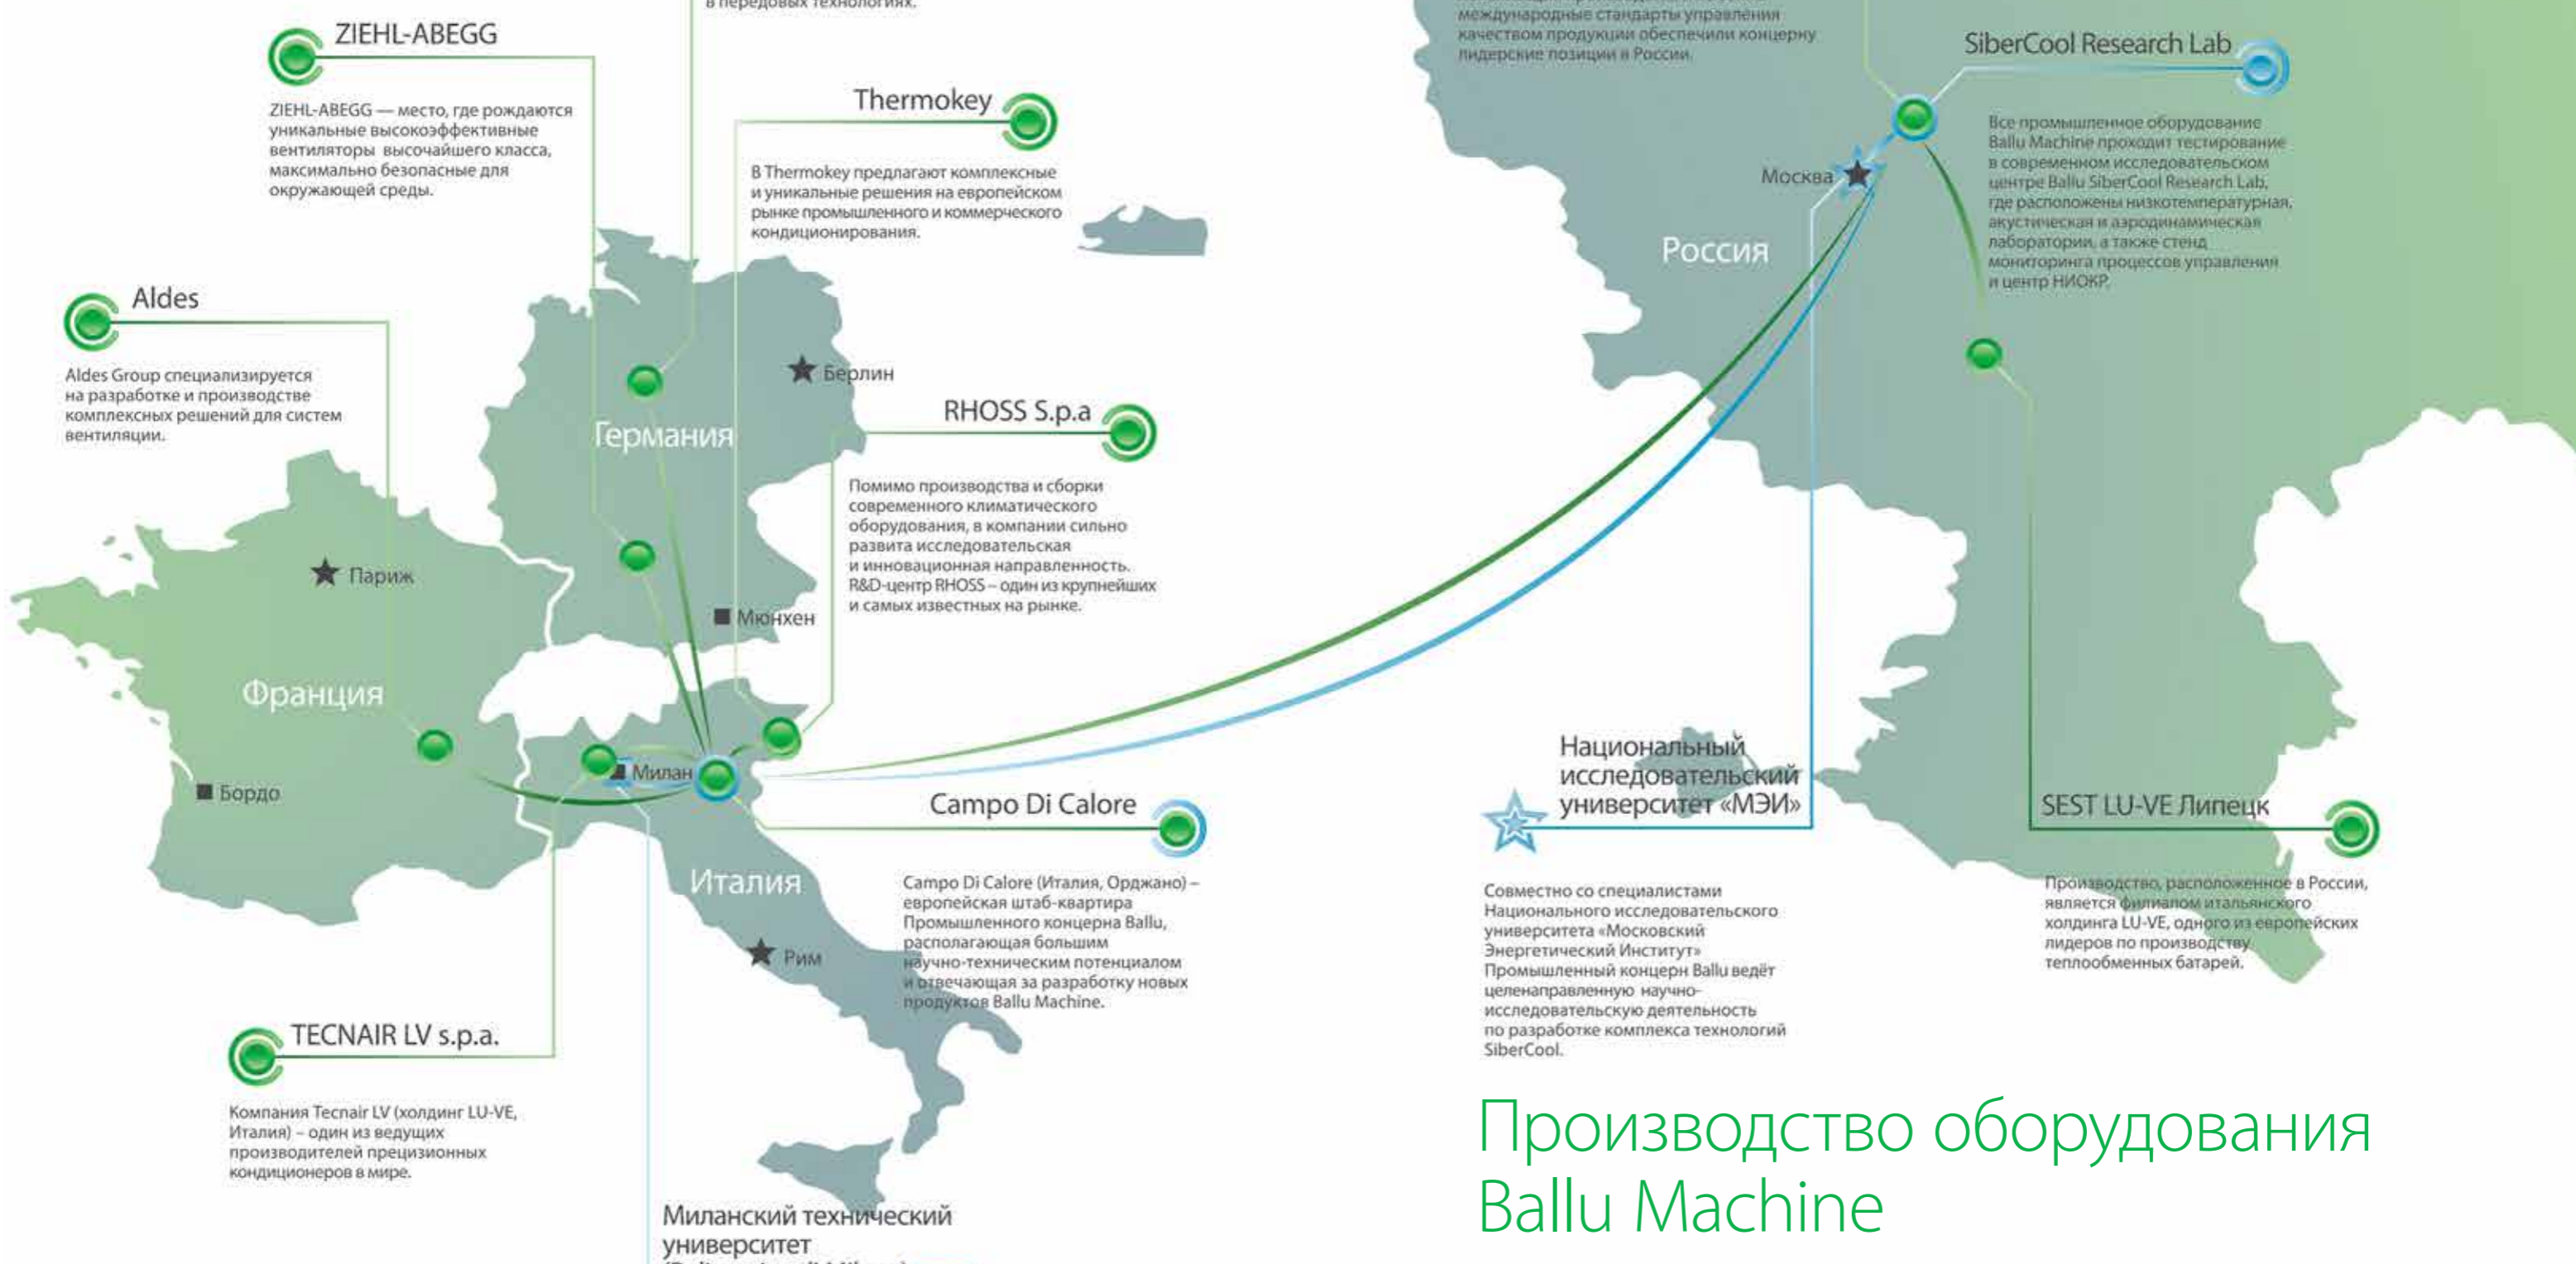 в передовых технологиях.
ZIEHL-ABEGG
ZIEHL-ABEGG — место, где рождаются
уникальные высокоэффективные
вентиляторы высочайшего класса,
максимально безопасные для
окружающей среды.
Thermokey
В Thermokey предлагают комплексные
и уникальные решения на европейском
рынке промышленного и коммерческого
кондиционирования.
Aldes
Aldes Group специализируется
на разработке и производстве
комплексных решений для систем
вентиляции.
Берлин
Германия
RHOSS S.p.a
Помимо производства и сборки
современного климатического
оборудования, в компании сильно
развита исследовательская
и инновационная направленность.
R&D-центр RHOSS – один из крупнейших
и самых известных на рынке.
Париж
Мюнхен
Франция
Бордо
Милан
Campo Di Calore
Campo Di Calore (Италия, Орджано) –
европейская штаб-квартира
Промышленного концерна Ballu,
располагающая большим
научно-техническим потенциалом
и отвечающая за разработку новых
продуктов Ballu Machine.
Италия
Рим
TECNAIR LV s.p.a.
Компания Tecnair LV (холдинг LU-VE,
Италия) – один из ведущих
производителей прецизионных
кондиционеров в мире.
Миланский технический
университет
международные стандарты управления
качеством продукции обеспечили концерну
лидерские позиции в России.
SiberCool Research Lab
Все промышленное оборудование
Ballu Machine проходит тестирование
в современном исследовательском
центре Ballu SiberCool Research Lab,
где расположены низкотемпературная,
акустическая и аэродинамическая
лаборатории, а также стенд
мониторинга процессов управления
и центр НИОКР.
Москва
Россия
Национальный
исследовательский
университет «МЭИ»
Совместно со специалистами
Национального исследовательского
университета «Московский
Энергетический Институт»
Промышленный концерн Ballu ведёт
целенаправленную научно-
исследовательскую деятельность
по разработке комплекса технологий
SiberCool.
SEST LU-VE Липецк
Производство, расположенное в России,
является филиалом итальянского
холдинга LU-VE, одного из европейских
лидеров по производству
теплообменных батарей.
Производство оборудования
Ballu Machine